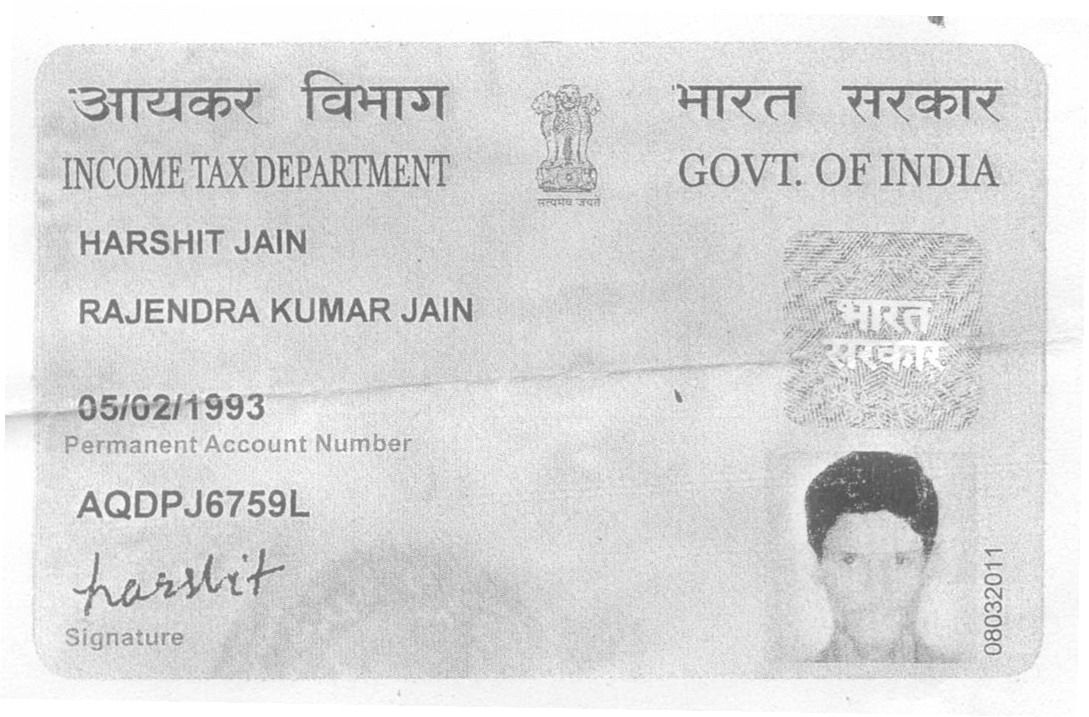 आयकर विभाग
भारत सरकार
INCOME TAX DEPARTMENT
GOVT. OF INDIA
सत्यमेव जयते
HARSHIT JAIN
RAJENDRA KUMAR JAIN
भारत
सरकार
05/02/1993
Permanent Account Number
AQDPJ6759L
harshit
Signature
08032011